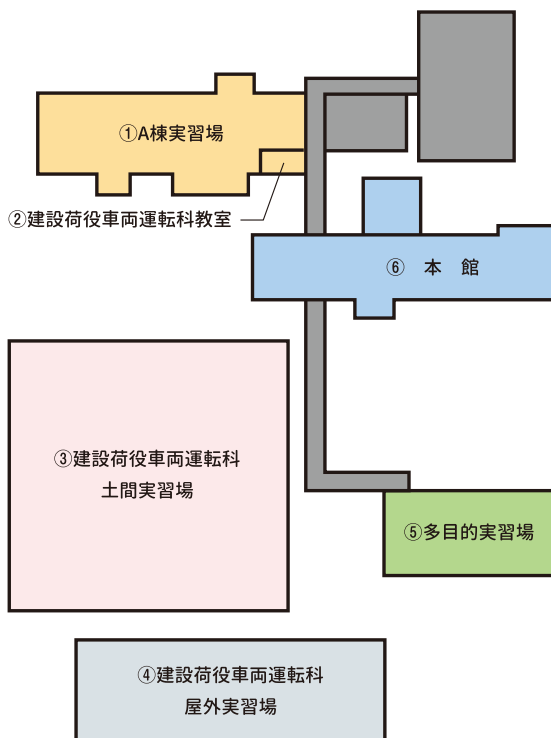 ①A棟実習場
②建設荷役車両運転科教室
⑥ 本 館
③建設荷役車両運転科
土間実習場
⑤多目的実習場
④建設荷役車両運転科
屋外実習場